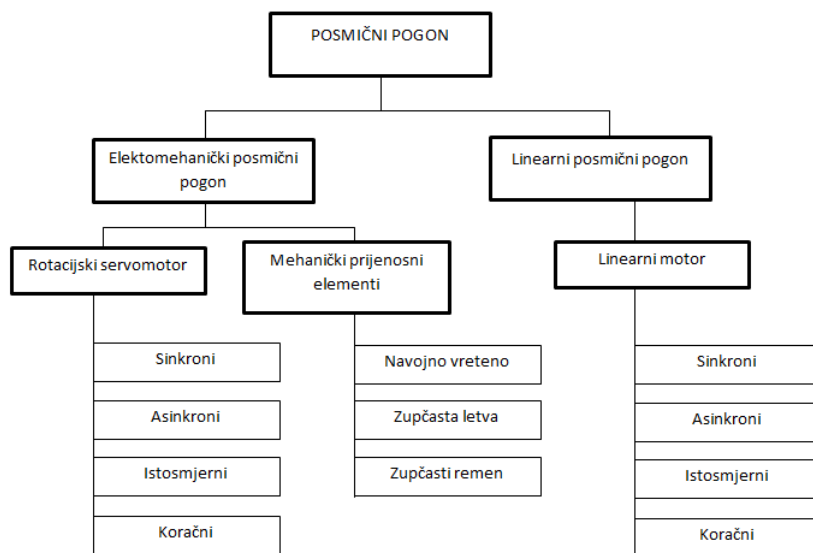 POSMIČNI POGON
Elektomehanički posmični
pogon
Linearni posmični pogon
Rotacijski servomotor
Mehanički prijenosni
elementi
Linearni motor
Sinkroni
Navojno vreteno
Sinkroni
Asinkroni
Zupčasta letva
Asinkroni
Istosmjerni
Zupčasti remen
Istosmjerni
Koračni
Koračni